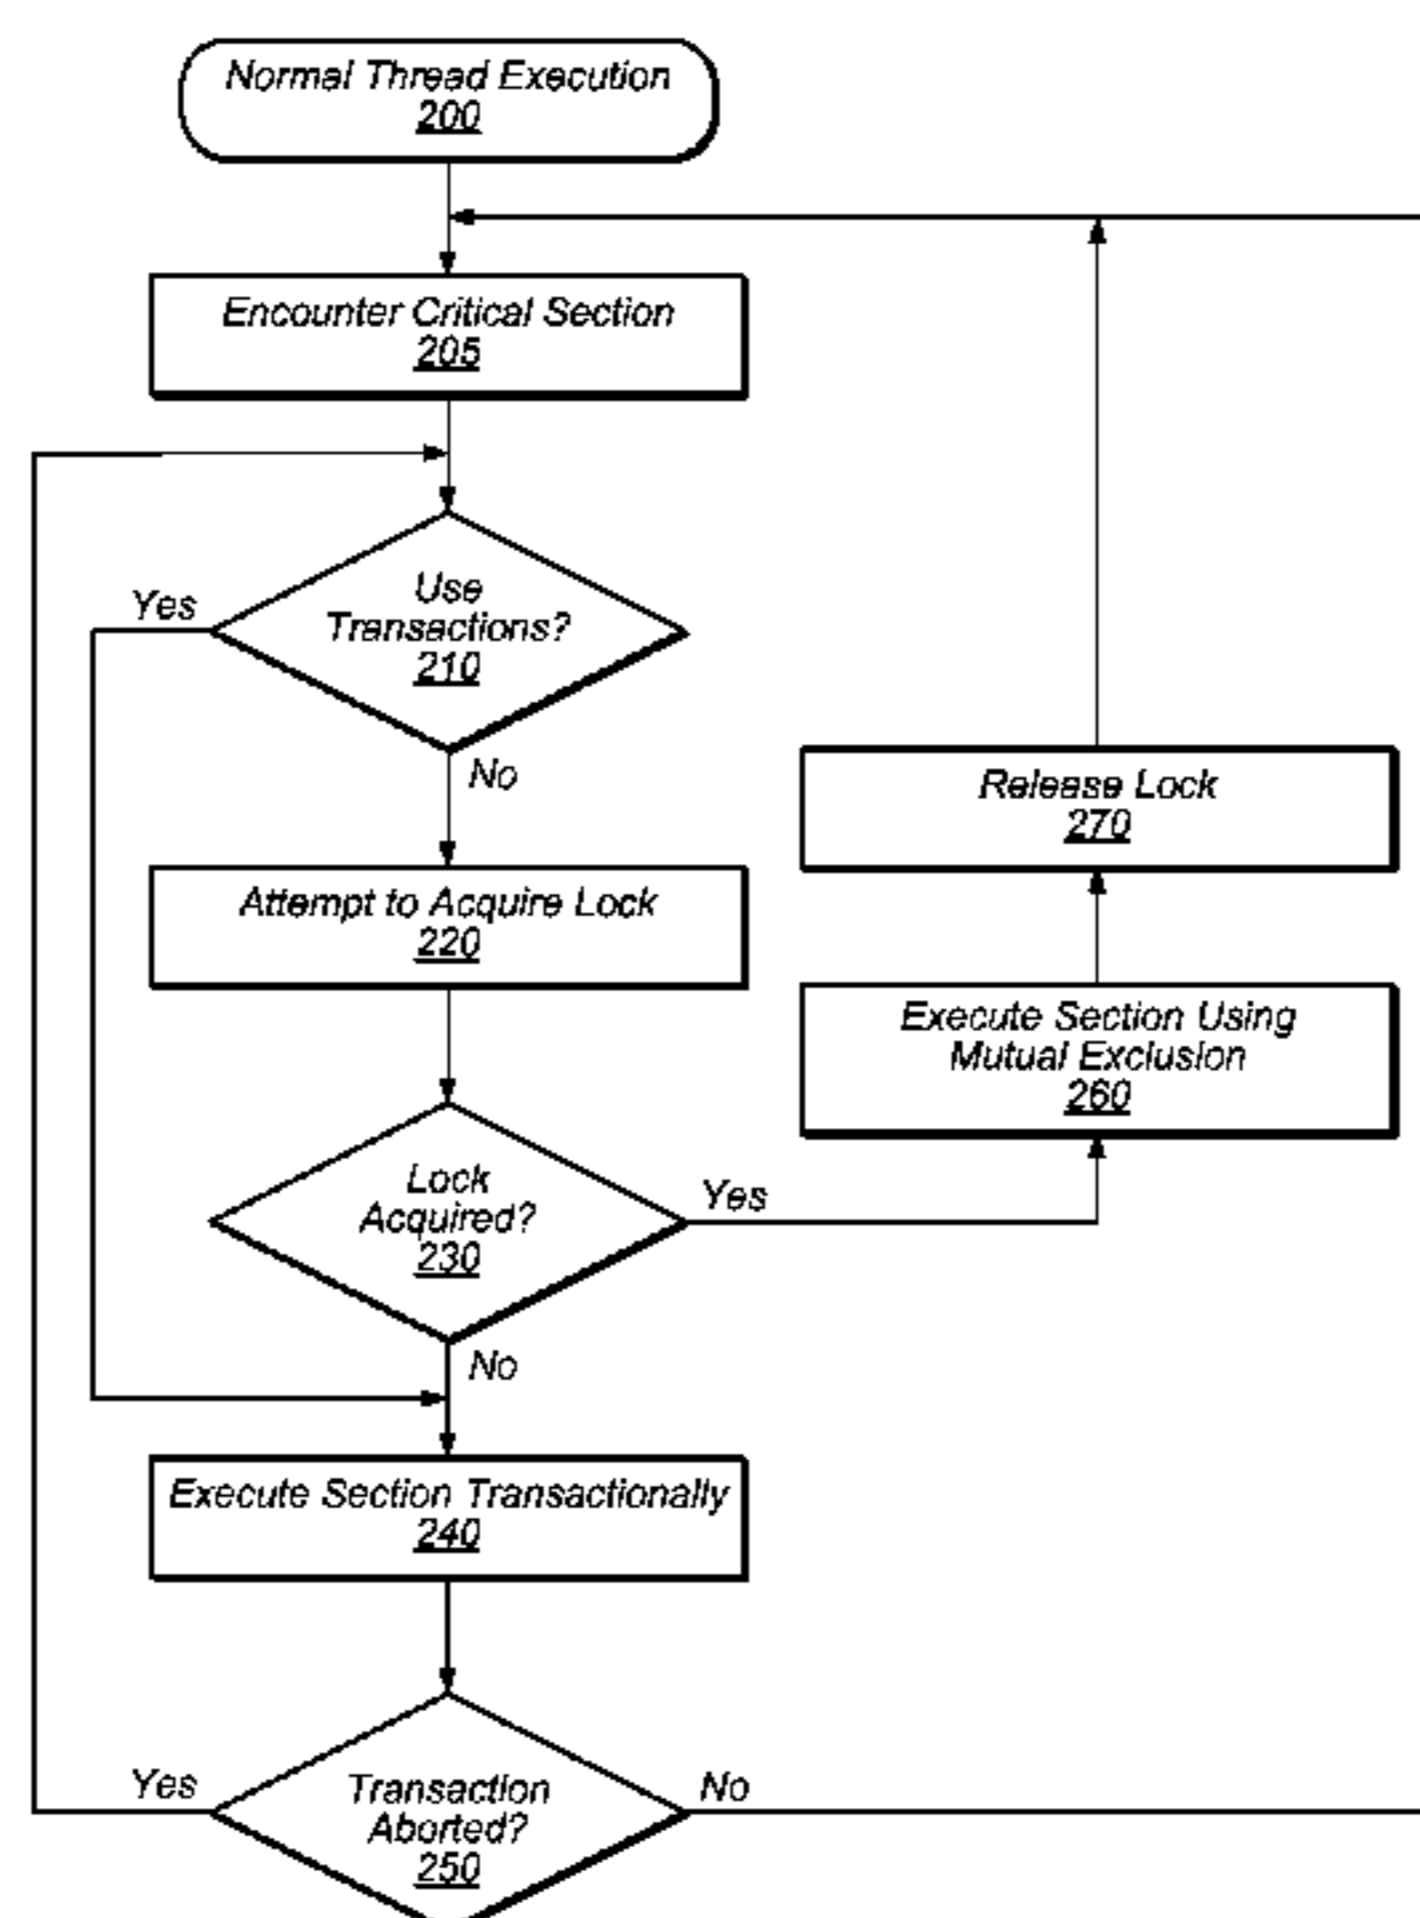 Normal Thread Execution
200
Encounter Critical Section
205
Use
Transactions?
210
Yes
No
Attempt to Acquire Lock
220
Release Lock
270
Execute Section Using
Mutual Exclusion
260
Lock
Acquired?
230
Yes
No
Execute Section Transactionally
240
Transaction
Aborted?
250
Yes
No